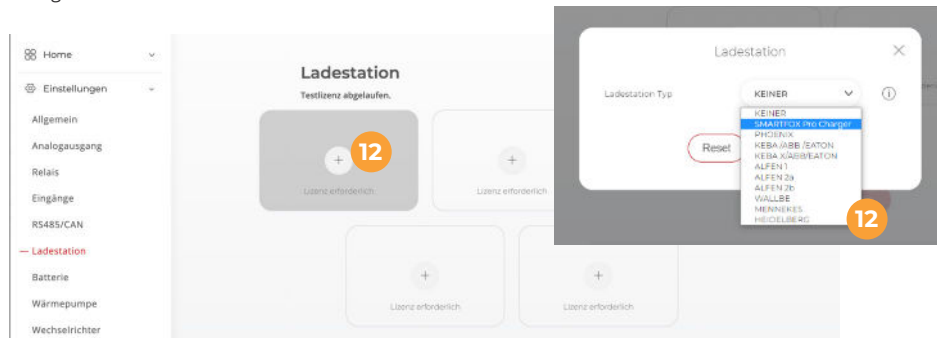 Home
Einstellungen
Allgemein
Analogausgang
Relais
Eingänge
RS485/CAN
Ladestation
Batterie
Wärmepumpe
Wechselrichter
Ladestation
Testlizenz abgelaufen.
12
Lizenz erforderlich
Lizenz erforderlich
Lizenz erforderlich
Lizenz erforderlich
Ladestation
Ladestation Typ
KEINER
KEINER
SMARTFOX Pro Charger
PHOENIX
KEBA /ABB /EATON
KEBA X/ABB/EATON
ALFEN 1
ALFEN 2a
ALFEN 2b
WALLBE
MENNEKES
HEIDELBERG
Reset
12